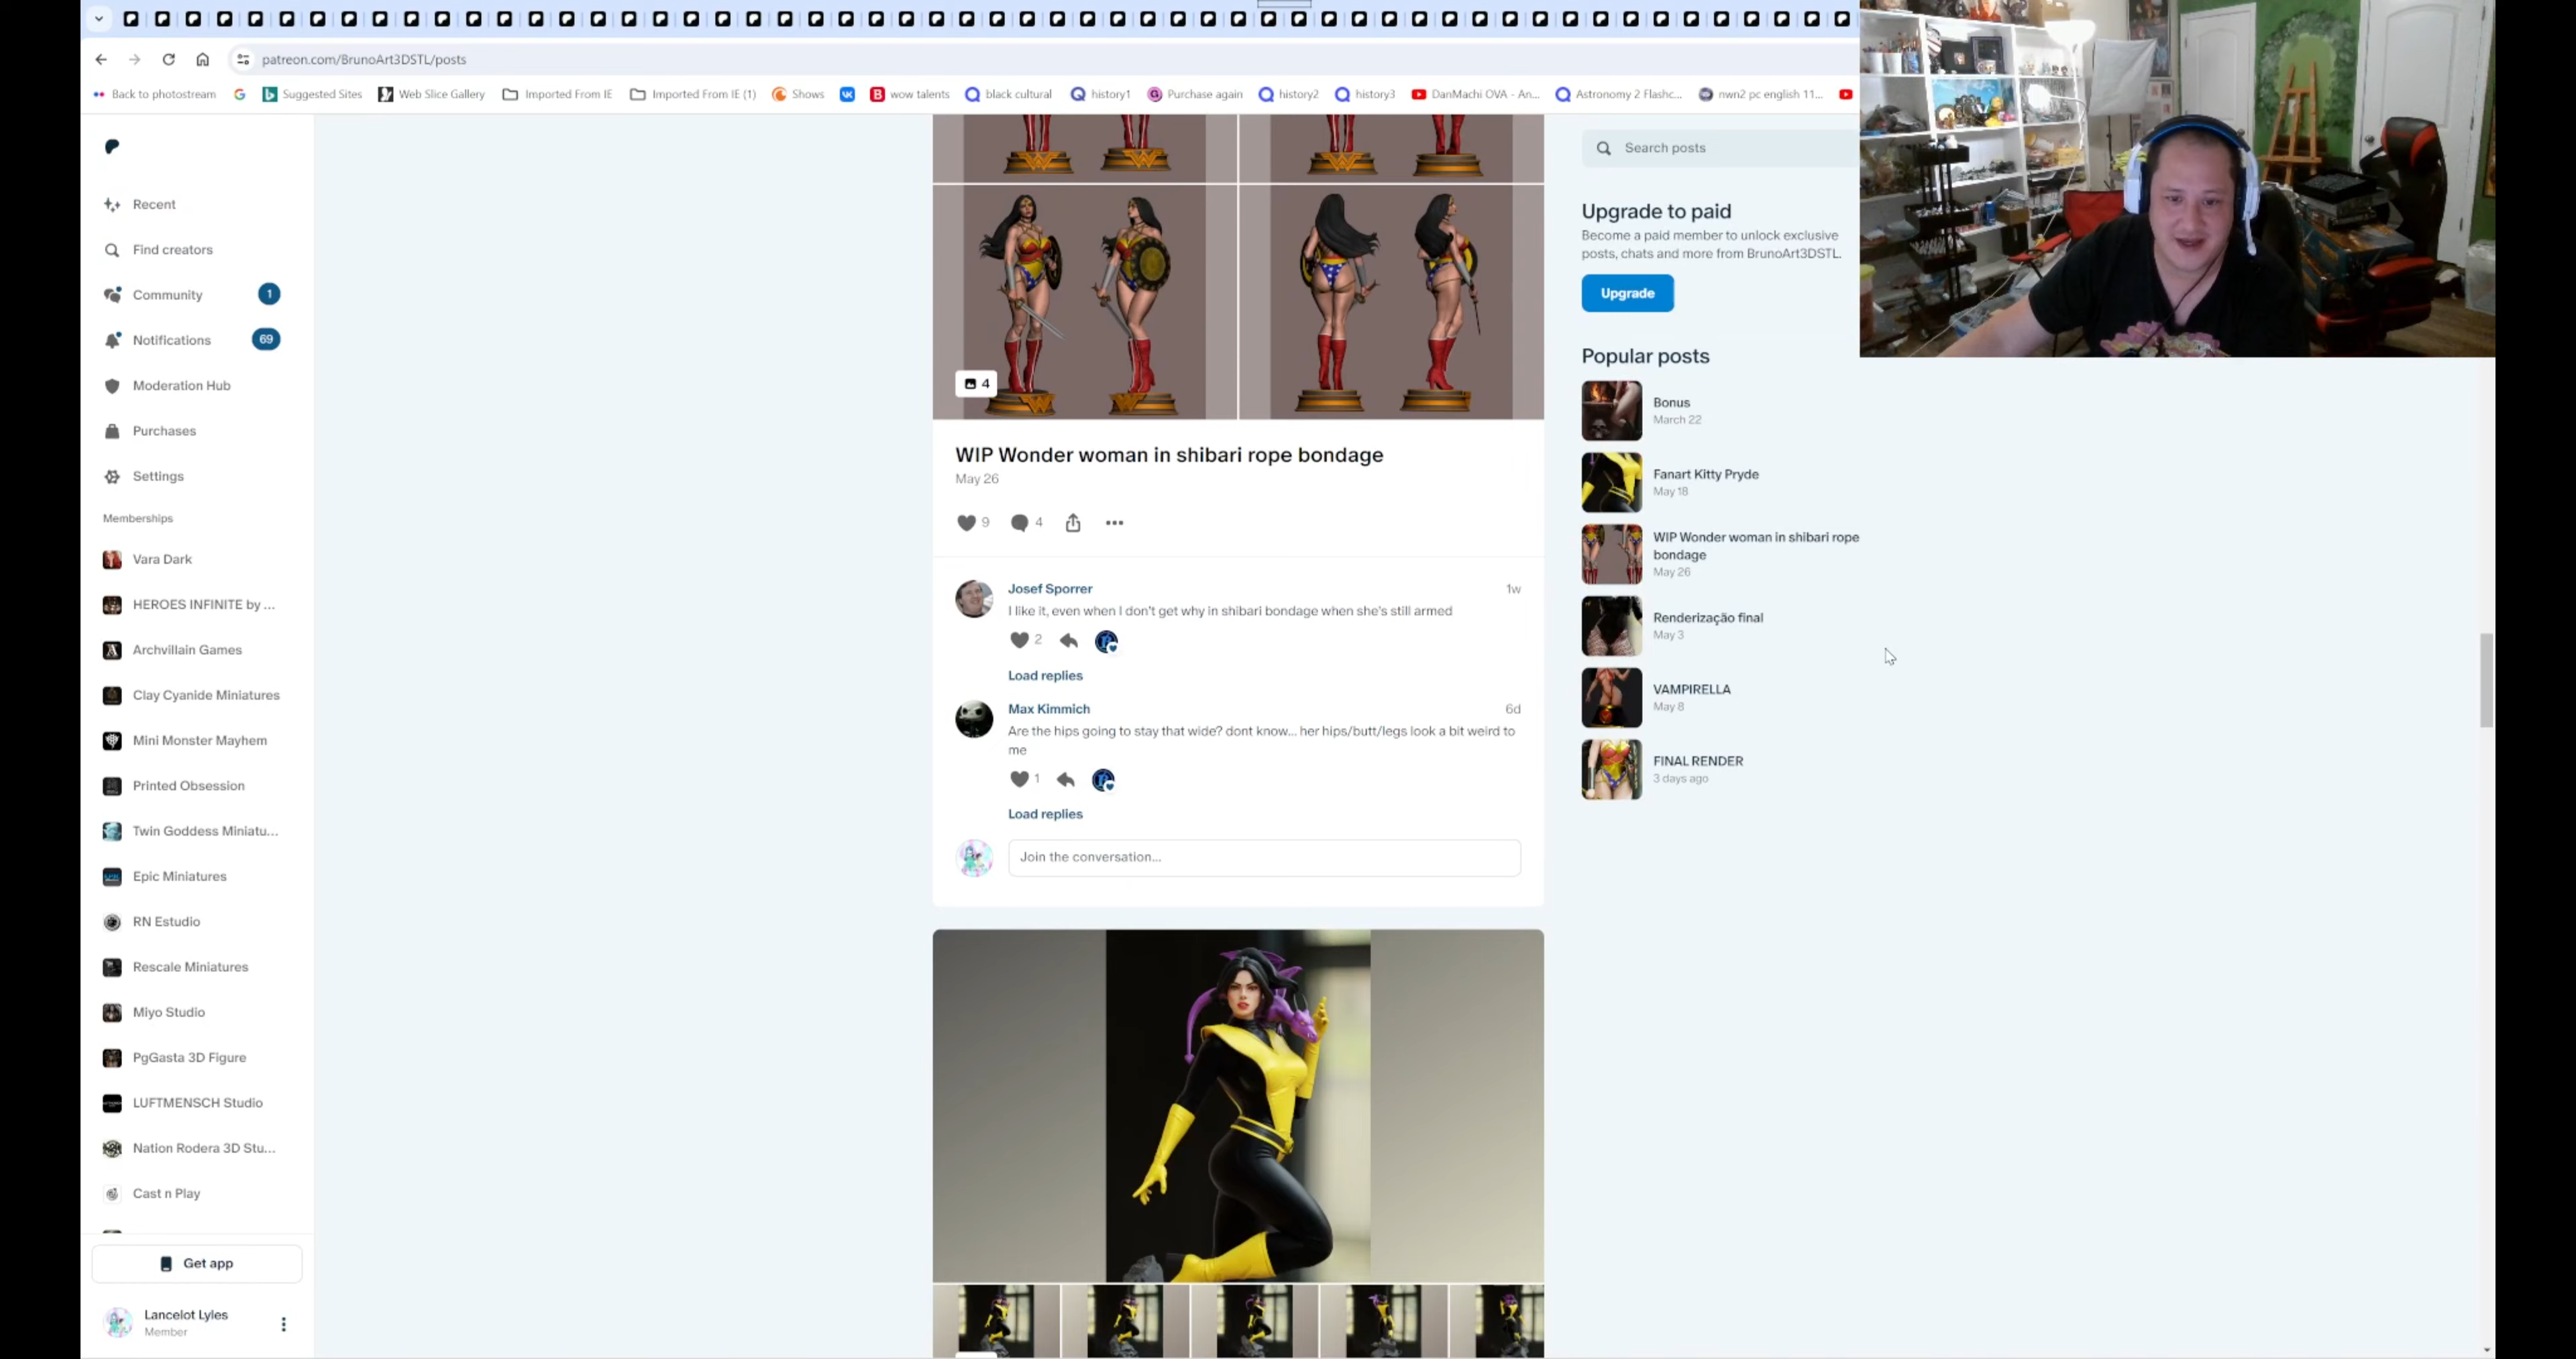 patreon.com/BrunoArt3DSTL/posts
Back to photostream
Suggested Sites
Web Slice Gallery
Imported From IE
Imported From IE (1)
Shows
wow talents
black cultural
history1
Purchase again
history2
history3
DanMachi OVA - An...
Astronomy 2 Flashc...
nwn2 pc english 11...
Recent
Find creators
Community
1
Notifications
69
Moderation Hub
Purchases
Settings
Memberships
Vara Dark
HEROES INFINITE by ...
Archvillain Games
Clay Cyanide Miniatures
Mini Monster Mayhem
Printed Obsession
Twin Goddess Miniatu...
Epic Miniatures
RN Estudio
Rescale Miniatures
Miyo Studio
PgGasta 3D Figure
LUFTMENSCH Studio
Nation Rodera 3D Stu...
Cast n Play
Get app
Lancelot Lyles
Member
4
WIP Wonder woman in shibari rope bondage
May 26
9
4
Josef Sporrer
1w
I like it, even when I don't get why in shibari bondage when she's still armed
2
Load replies
Max Kimmich
6d
Are the hips going to stay that wide? dont know... her hips/butt/legs look a bit weird to
me
1
Load replies
Join the conversation...
Search posts
Upgrade to paid
Become a paid member to unlock exclusive
posts, chats and more from BrunoArt3DSTL.
Upgrade
Popular posts
Bonus
March 22
Fanart Kitty Pryde
May 18
WIP Wonder woman in shibari rope
bondage
May 26
Renderização final
May 3
VAMPIRELLA
May 8
FINAL RENDER
3 days ago